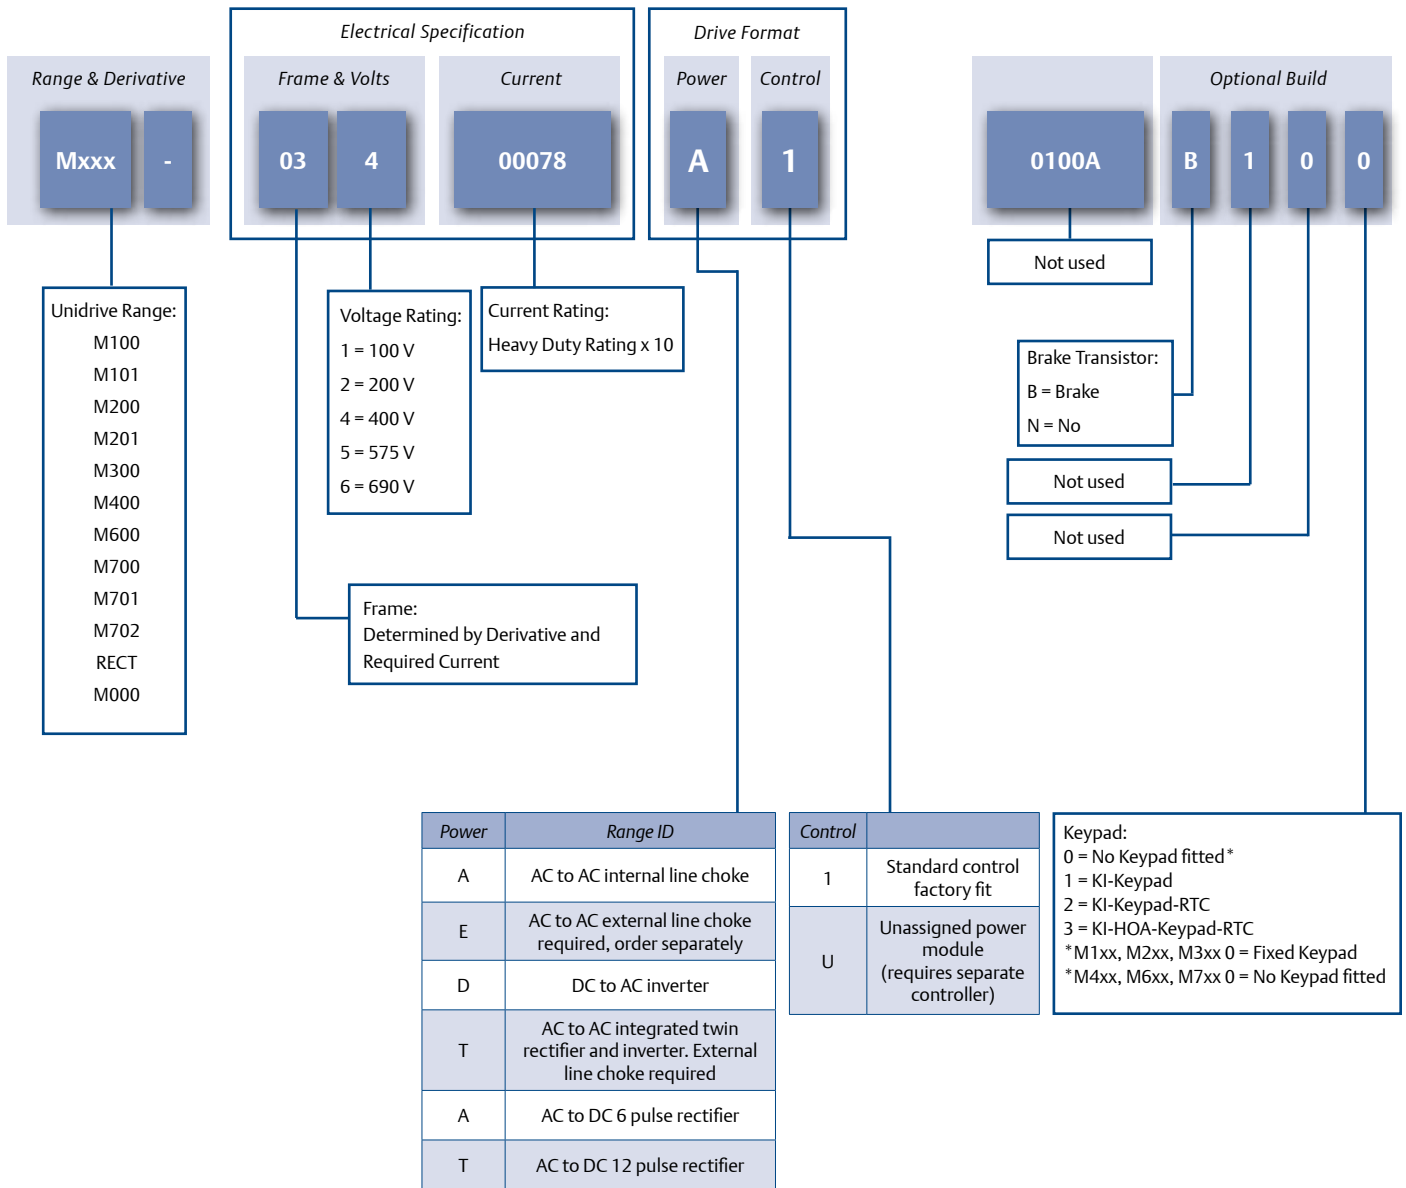 Electrical Specification
Drive Format
Range & Derivative
Frame & Volts
Current
Power
Control
Optional Build
Mxxx
-
03
4
00078
A
1
0100A
B
1
0
0
Not used
Unidrive Range:
M100
M101
M200
M201
M300
M400
M600
M700
M701
M702
RECT
M000
Voltage Rating:
1 = 100 V
2 = 200 V
4 = 400 V
5 = 575 V
6 = 690 V
Current Rating:
Heavy Duty Rating x 10
Brake Transistor:
B = Brake
N = No
Not used
Not used
Frame:
Determined by Derivative and
Required Current
Power Range ID
A AC to AC internal line choke
E AC to AC external line choke
required, order separately
D DC to AC inverter
T AC to AC integrated twin
rectifier and inverter. External
line choke required
A AC to DC 6 pulse rectifier
T AC to DC 12 pulse rectifier
Control
1 Standard control
factory fit
U Unassigned power
module
(requires separate
controller)
Keypad:
0 = No Keypad fitted*
1 = KI-Keypad
2 = KI-Keypad-RTC
3 = KI-HOA-Keypad-RTC
*M1xx, M2xx, M3xx 0 = Fixed Keypad
*M4xx, M6xx, M7xx 0 = No Keypad fitted